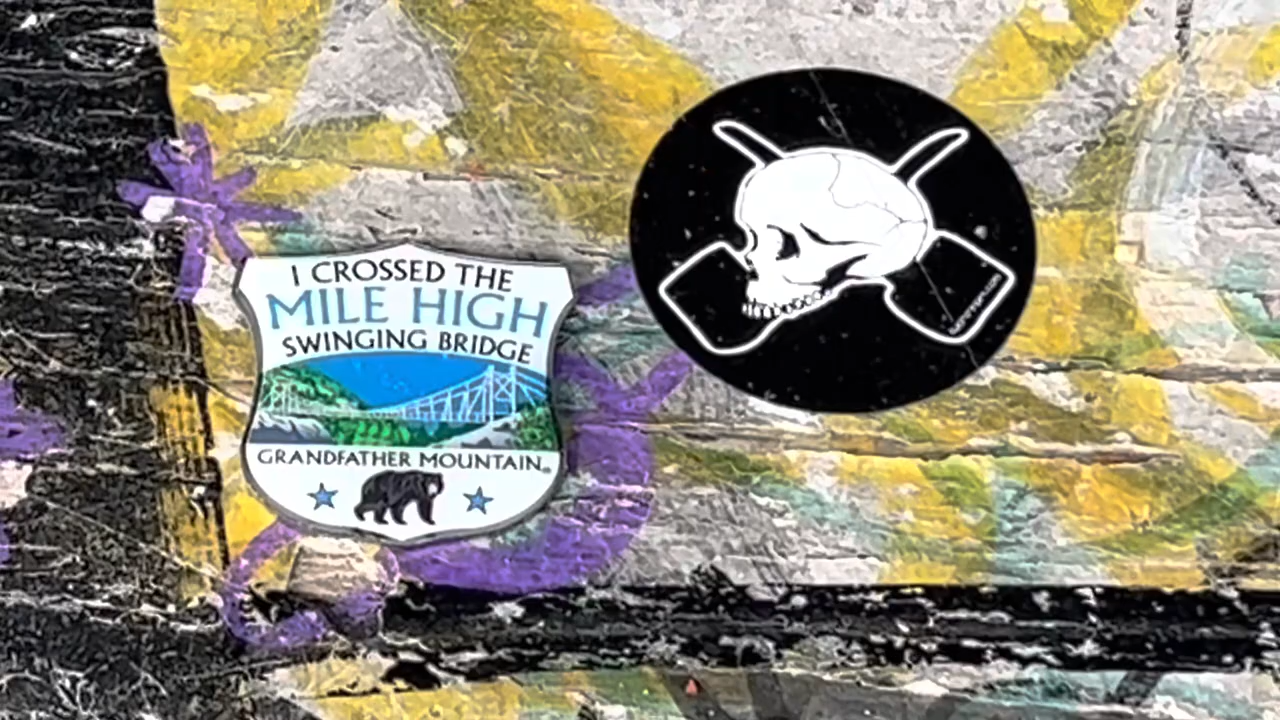 I CROSSED THE
MILE HIGH
SWINGING BRIDGE
GRANDFATHER MOUNTAIN